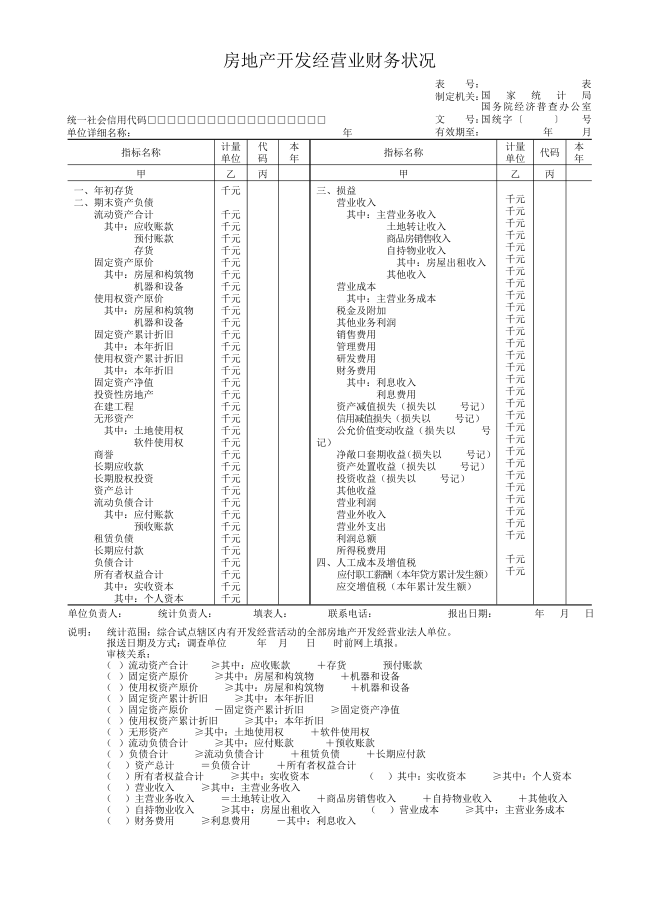 房地产开发经营业财务状况
表　　号：　　　　　　　　　　表
制定机关：国　家　统　计　局
国务院经济普查办公室
统一社会信用代码□□□□□□□□□□□□□□□□□□　文　　号：国统字〔　　〕　　号
单位详细名称：　　　　　　年　　　　有效期至：　　　年　　月
指标名称　计量单位　代码　本年　指标名称　计量单位　代码　本年
甲　乙　丙　甲　乙　丙
一、年初存货　千元　三、损益
二、期末资产负债　营业收入　千元
流动资产合计　千元　其中：主营业务收入　千元
其中：应收账款　千元　土地转让收入　千元
预付账款　千元　商品房销售收入　千元
存货　千元　自持物业收入　千元
固定资产原价　千元　其中：房屋出租收入　千元
其中：房屋和构筑物　千元　其他收入　千元
机器和设备　千元　营业成本　千元
使用权资产原价　千元　其中：主营业务成本　千元
其中：房屋和构筑物　千元　税金及附加　千元
机器和设备　千元　其他业务利润　千元
固定资产累计折旧　千元　销售费用　千元
其中：本年折旧　千元　管理费用　千元
使用权资产累计折旧　千元　研发费用　千元
其中：本年折旧　千元　财务费用　千元
固定资产净值　千元　其中：利息收入　千元
投资性房地产　千元　利息费用　千元
在建工程　千元　资产减值损失（损失以　　号记）　千元
无形资产　千元　信用减值损失（损失以　　号记）　千元
其中：土地使用权　千元　公允价值变动收益（损失以　　号　千元
软件使用权　千元　记）　千元
商誉　千元　净敞口套期收益（损失以　　号记）　千元
长期应收款　千元　资产处置收益（损失以　　号记）　千元
长期股权投资　千元　投资收益（损失以　　号记）　千元
资产总计　千元　其他收益　千元
流动负债合计　千元　营业利润　千元
其中：应付账款　千元　营业外收入　千元
预收账款　千元　营业外支出　千元
租赁负债　千元　利润总额　千元
长期应付款　千元　所得税费用
负债合计　千元　四、人工成本及增值税　千元
所有者权益合计　千元　应付职工薪酬（本年贷方累计发生额）　千元
其中：实收资本　千元　应交增值税（本年累计发生额）
其中：个人资本　千元
单位负责人：　统计负责人：　填表人：　联系电话：　报出日期：　　年　月　日
说明：　统计范围：综合试点辖区内有开发经营活动的全部房地产开发经营业法人单位。
报送日期及方式：调查单位　　年　月　日　时前网上填报。
审核关系：
（　）流动资产合计　≥其中：应收账款　＋存货　预付账款
（　）固定资产原价　≥其中：房屋和构筑物　＋机器和设备
（　）使用权资产原价　≥其中：房屋和构筑物　＋机器和设备
（　）固定资产累计折旧　≥其中：本年折旧
（　）固定资产原价　－固定资产累计折旧　≥固定资产净值
（　）使用权资产累计折旧　≥其中：本年折旧
（　）无形资产　≥其中：土地使用权　＋软件使用权
（　）流动负债合计　≥其中：应付账款　＋预收账款
（　）负债合计　≥流动负债合计　＋租赁负债　＋长期应付款
（　）资产总计　＝负债合计　＋所有者权益合计
（　）所有者权益合计　≥其中：实收资本　（　）其中：实收资本　≥其中：个人资本
（　）营业收入　≥其中：主营业务收入
（　）主营业务收入　＝土地转让收入　＋商品房销售收入　＋自持物业收入　＋其他收入
（　）自持物业收入　≥其中：房屋出租收入　（　）营业成本　≥其中：主营业务成本
（　）财务费用　≥利息费用　－其中：利息收入